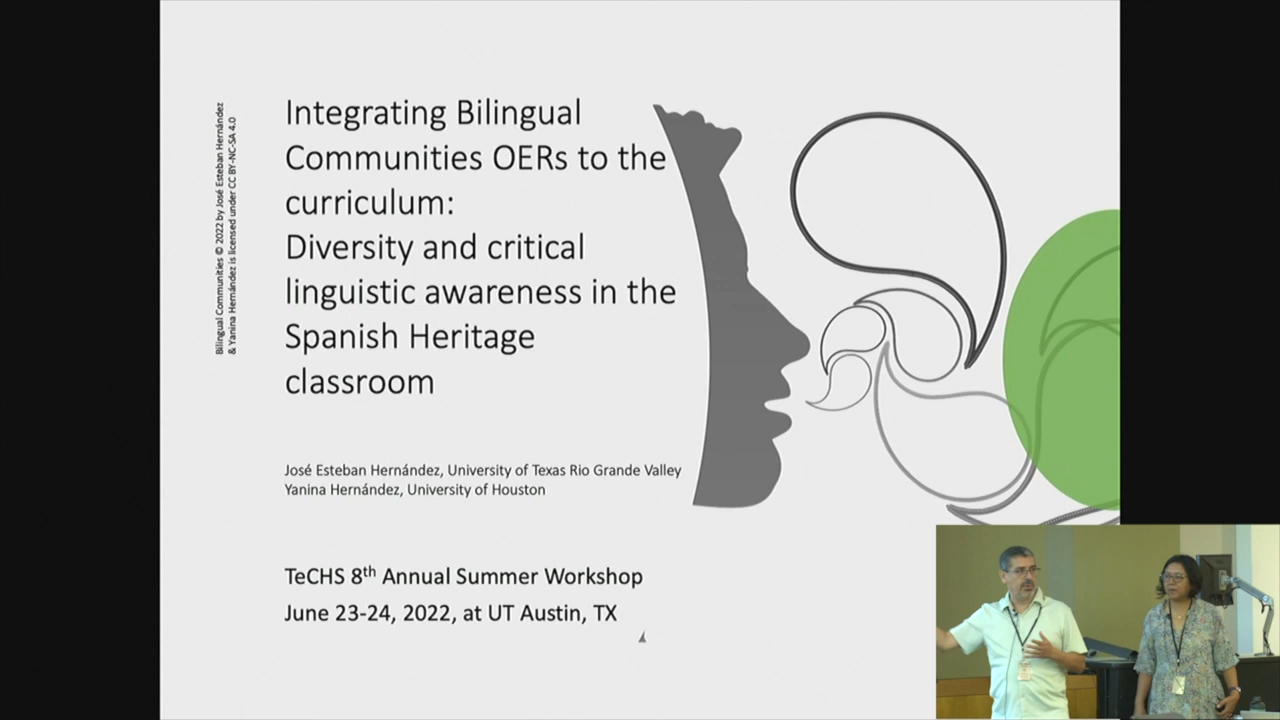 Bilingual Communities © 2022 by José Esteban Hernández
& Yanina Hernández is licensed under CC BY-NC-SA 4.0
Integrating Bilingual
Communities OERs to the
curriculum:
Diversity and critical
linguistic awareness in the
Spanish Heritage
classroom
José Esteban Hernández, University of Texas Rio Grande Valley
Yanina Hernández, University of Houston
TeCHS 8th Annual Summer Workshop
June 23-24, 2022, at UT Austin, TX